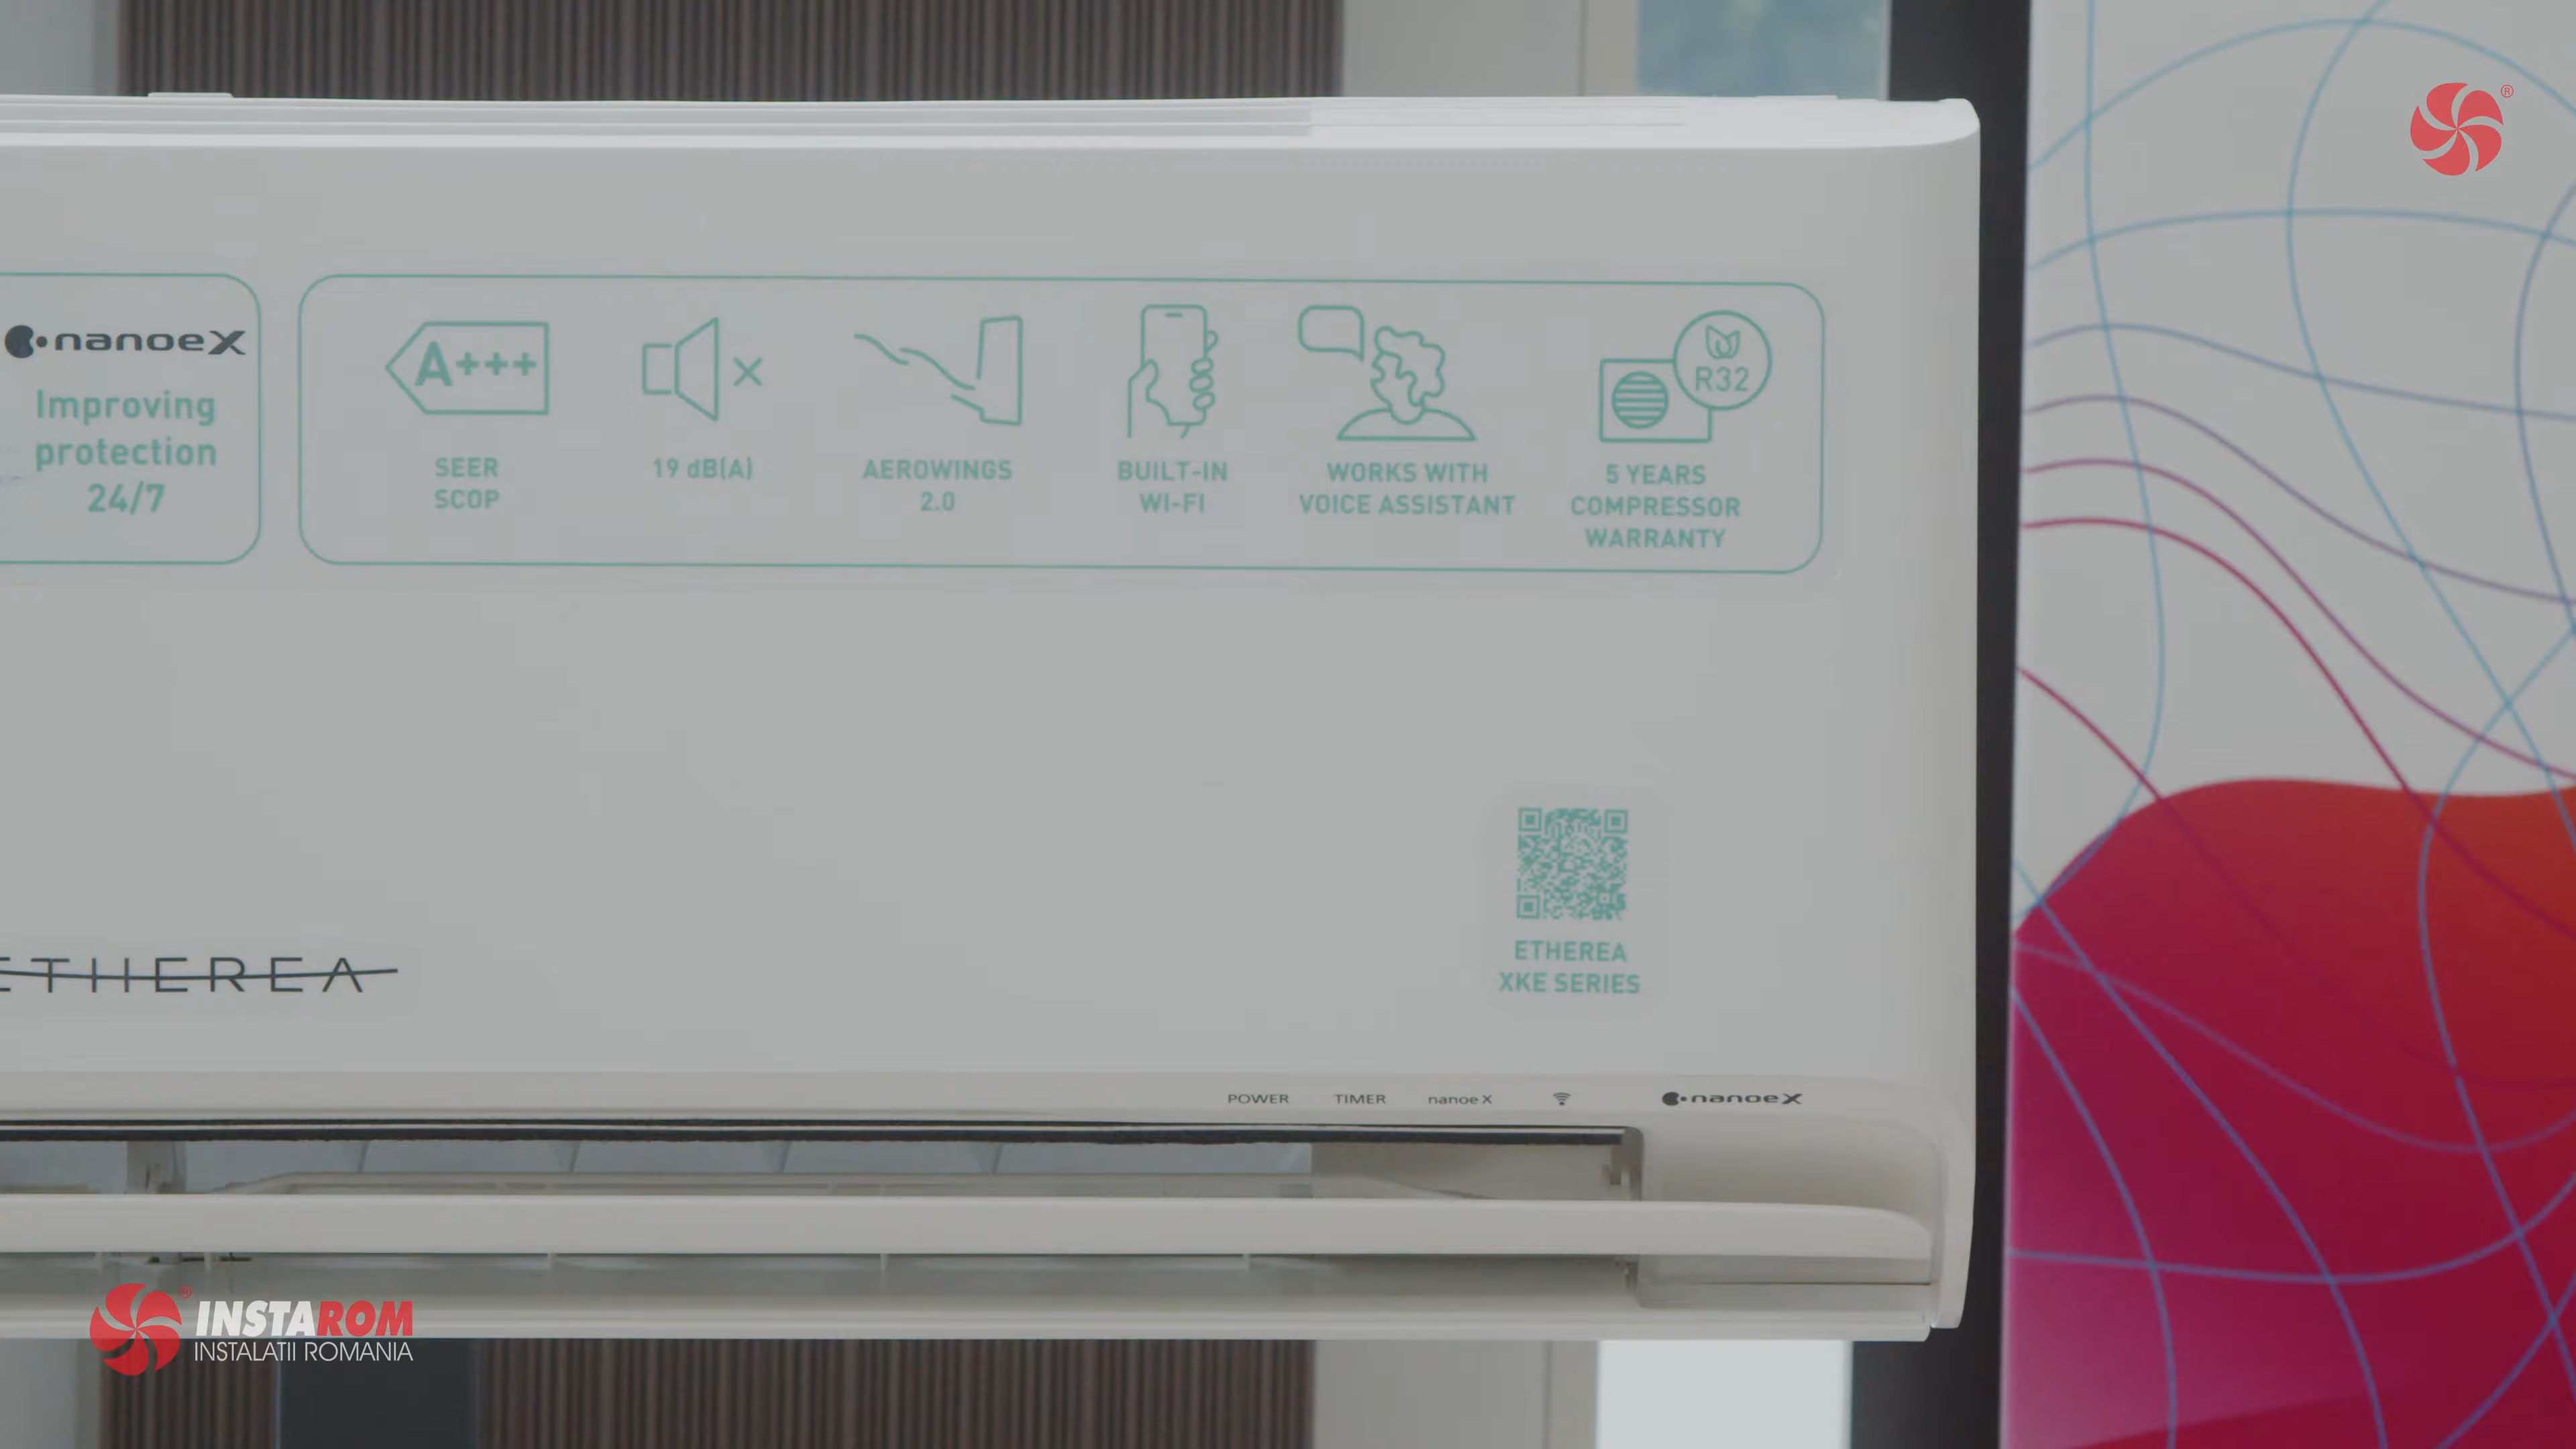 ®
nanoeX
Improving
protection
24/7
A+++
SEER
SCOP
19 dB(A)
AEROWINGS
2.0
BUILT-IN
WI-FI
WORKS WITH
VOICE ASSISTANT
R32
5 YEARS
COMPRESSOR
WARRANTY
ETHEREA
ETHEREA
XKE SERIES
POWER TIMER nanoe X nanoeX
® INSTAROM
INSTALATII ROMANIA